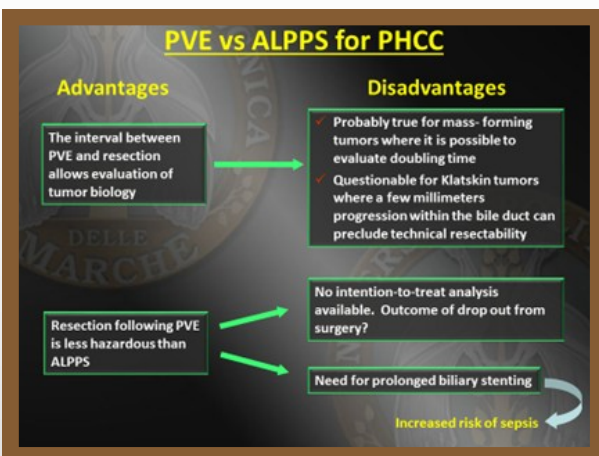 PVE vs ALPPS for PHCC
Advantages
Disadvantages
The interval between
PVE and resection
allows evaluation of
tumor biology
✓ Probably true for mass- forming
tumors where it is possible to
evaluate doubling time
✓ Questionable for Klatskin tumors
where a few millimeters
progression within the bile duct can
preclude technical resectability
Resection following PVE
is less hazardous than
ALPPS
No intention-to-treat analysis
available. Outcome of drop out from
surgery?
Need for prolonged biliary stenting
Increased risk of sepsis
DELLE
MARCHE